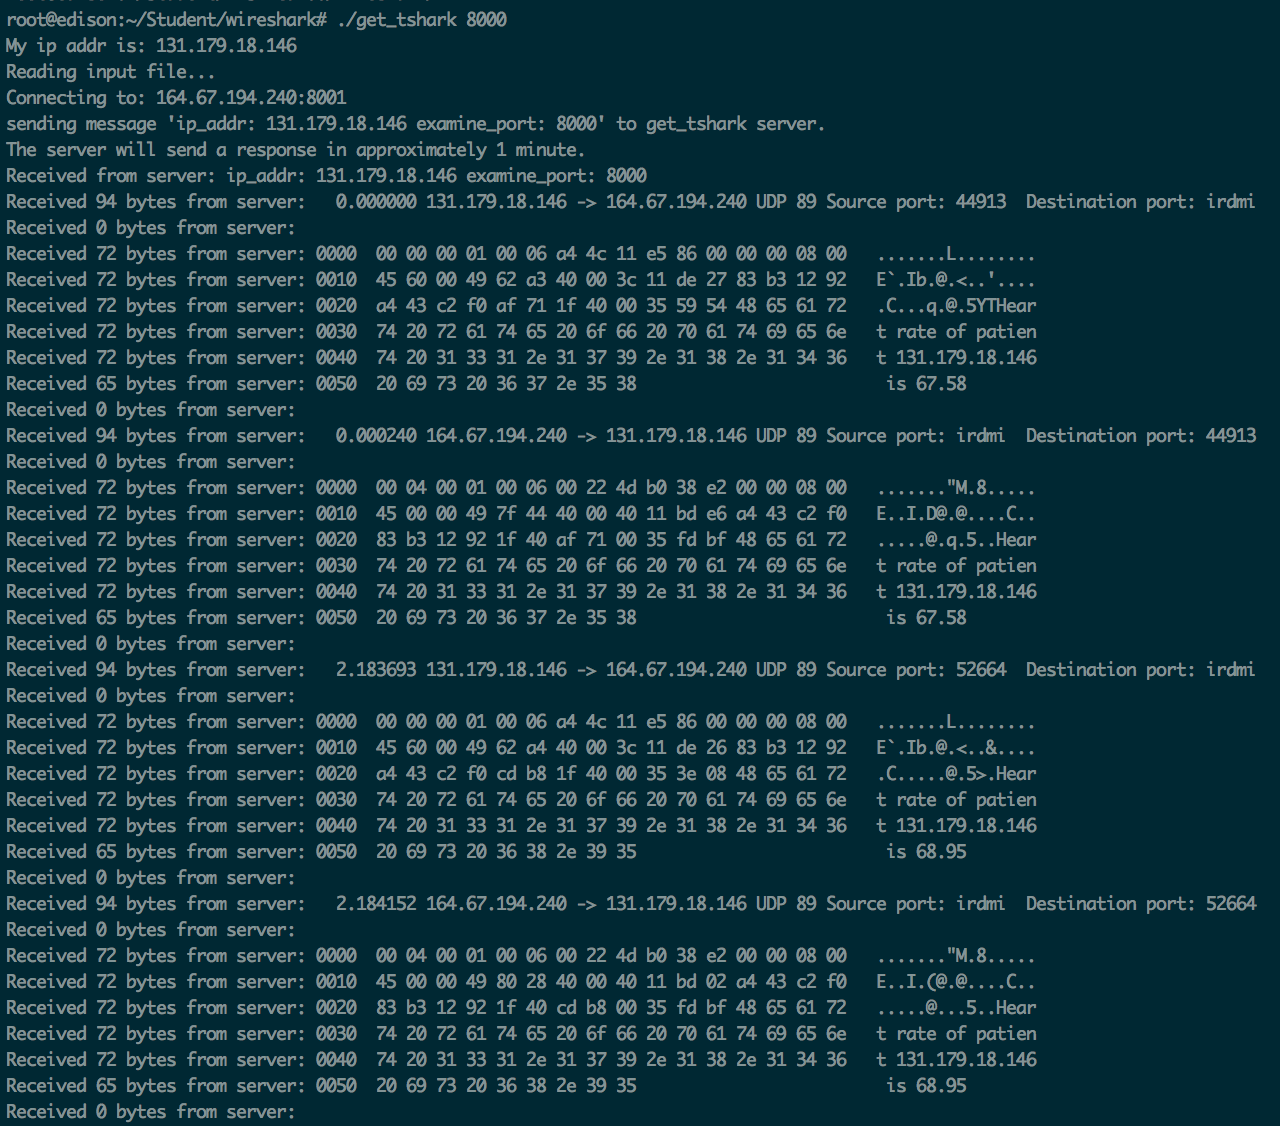 root@edison:~/Student/wireshark# ./get_tshark 8000
My ip addr is: 131.179.18.146
Reading input file...
Connecting to: 164.67.194.240:8001
sending message 'ip_addr: 131.179.18.146 examine_port: 8000' to get_tshark server.
The server will send a response in approximately 1 minute.
Received from server: ip_addr: 131.179.18.146 examine_port: 8000
Received 94 bytes from server:   0.000000 131.179.18.146 -> 164.67.194.240 UDP 89 Source port: 44913  Destination port: irdmi
Received 0 bytes from server:
Received 72 bytes from server: 0000  00 00 00 01 00 06 a4 4c 11 e5 86 00 00 00 08 00   .......L........
Received 72 bytes from server: 0010  45 60 00 49 62 a3 40 00 3c 11 de 27 83 b3 12 92   E`.Ib.@.<..'....
Received 72 bytes from server: 0020  a4 43 c2 f0 af 71 1f 40 00 35 59 54 48 65 61 72   .C...q.@.5YTHear
Received 72 bytes from server: 0030  74 20 72 61 74 65 20 6f 66 20 70 61 74 69 65 6e   t rate of patien
Received 72 bytes from server: 0040  74 20 31 33 31 2e 31 37 39 2e 31 38 2e 31 34 36   t 131.179.18.146
Received 65 bytes from server: 0050  20 69 73 20 36 37 2e 35 38                         is 67.58
Received 0 bytes from server:
Received 94 bytes from server:   0.000240 164.67.194.240 -> 131.179.18.146 UDP 89 Source port: irdmi  Destination port: 44913
Received 0 bytes from server:
Received 72 bytes from server: 0000  00 04 00 01 00 06 00 22 4d b0 38 e2 00 00 08 00   ......."M.8.....
Received 72 bytes from server: 0010  45 00 00 49 7f 44 40 00 40 11 bd e6 a4 43 c2 f0   E..I.D@.@....C..
Received 72 bytes from server: 0020  83 b3 12 92 1f 40 af 71 00 35 fd bf 48 65 61 72   .....@.q.5..Hear
Received 72 bytes from server: 0030  74 20 72 61 74 65 20 6f 66 20 70 61 74 69 65 6e   t rate of patien
Received 72 bytes from server: 0040  74 20 31 33 31 2e 31 37 39 2e 31 38 2e 31 34 36   t 131.179.18.146
Received 65 bytes from server: 0050  20 69 73 20 36 37 2e 35 38                         is 67.58
Received 0 bytes from server:
Received 94 bytes from server:   2.183693 131.179.18.146 -> 164.67.194.240 UDP 89 Source port: 52664  Destination port: irdmi
Received 0 bytes from server:
Received 72 bytes from server: 0000  00 00 00 01 00 06 a4 4c 11 e5 86 00 00 00 08 00   .......L........
Received 72 bytes from server: 0010  45 60 00 49 62 a4 40 00 3c 11 de 26 83 b3 12 92   E`.Ib.@.<..&....
Received 72 bytes from server: 0020  a4 43 c2 f0 cd b8 1f 40 00 35 3e 08 48 65 61 72   .C.....@.5>.Hear
Received 72 bytes from server: 0030  74 20 72 61 74 65 20 6f 66 20 70 61 74 69 65 6e   t rate of patien
Received 72 bytes from server: 0040  74 20 31 33 31 2e 31 37 39 2e 31 38 2e 31 34 36   t 131.179.18.146
Received 65 bytes from server: 0050  20 69 73 20 36 38 2e 39 35                         is 68.95
Received 0 bytes from server:
Received 94 bytes from server:   2.184152 164.67.194.240 -> 131.179.18.146 UDP 89 Source port: irdmi  Destination port: 52664
Received 0 bytes from server:
Received 72 bytes from server: 0000  00 04 00 01 00 06 00 22 4d b0 38 e2 00 00 08 00   ......."M.8.....
Received 72 bytes from server: 0010  45 00 00 49 80 28 40 00 40 11 bd 02 a4 43 c2 f0   E..I.(@.@....C..
Received 72 bytes from server: 0020  83 b3 12 92 1f 40 cd b8 00 35 fd bf 48 65 61 72   .....@...5..Hear
Received 72 bytes from server: 0030  74 20 72 61 74 65 20 6f 66 20 70 61 74 69 65 6e   t rate of patien
Received 72 bytes from server: 0040  74 20 31 33 31 2e 31 37 39 2e 31 38 2e 31 34 36   t 131.179.18.146
Received 65 bytes from server: 0050  20 69 73 20 36 38 2e 39 35                         is 68.95
Received 0 bytes from server: